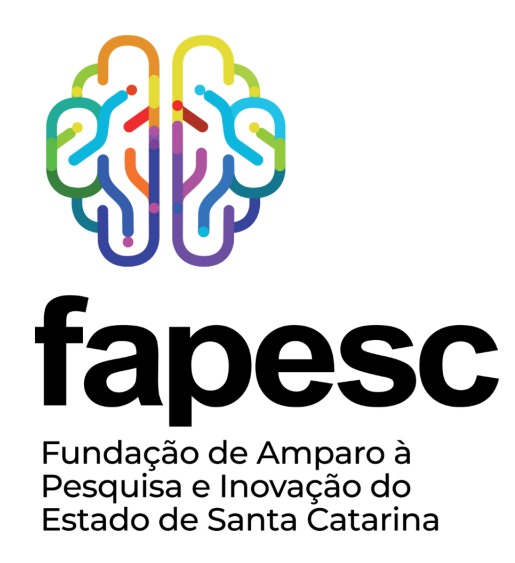 fapesc
Fundação de Amparo à
Pesquisa e Inovação do
Estado de Santa Catarina